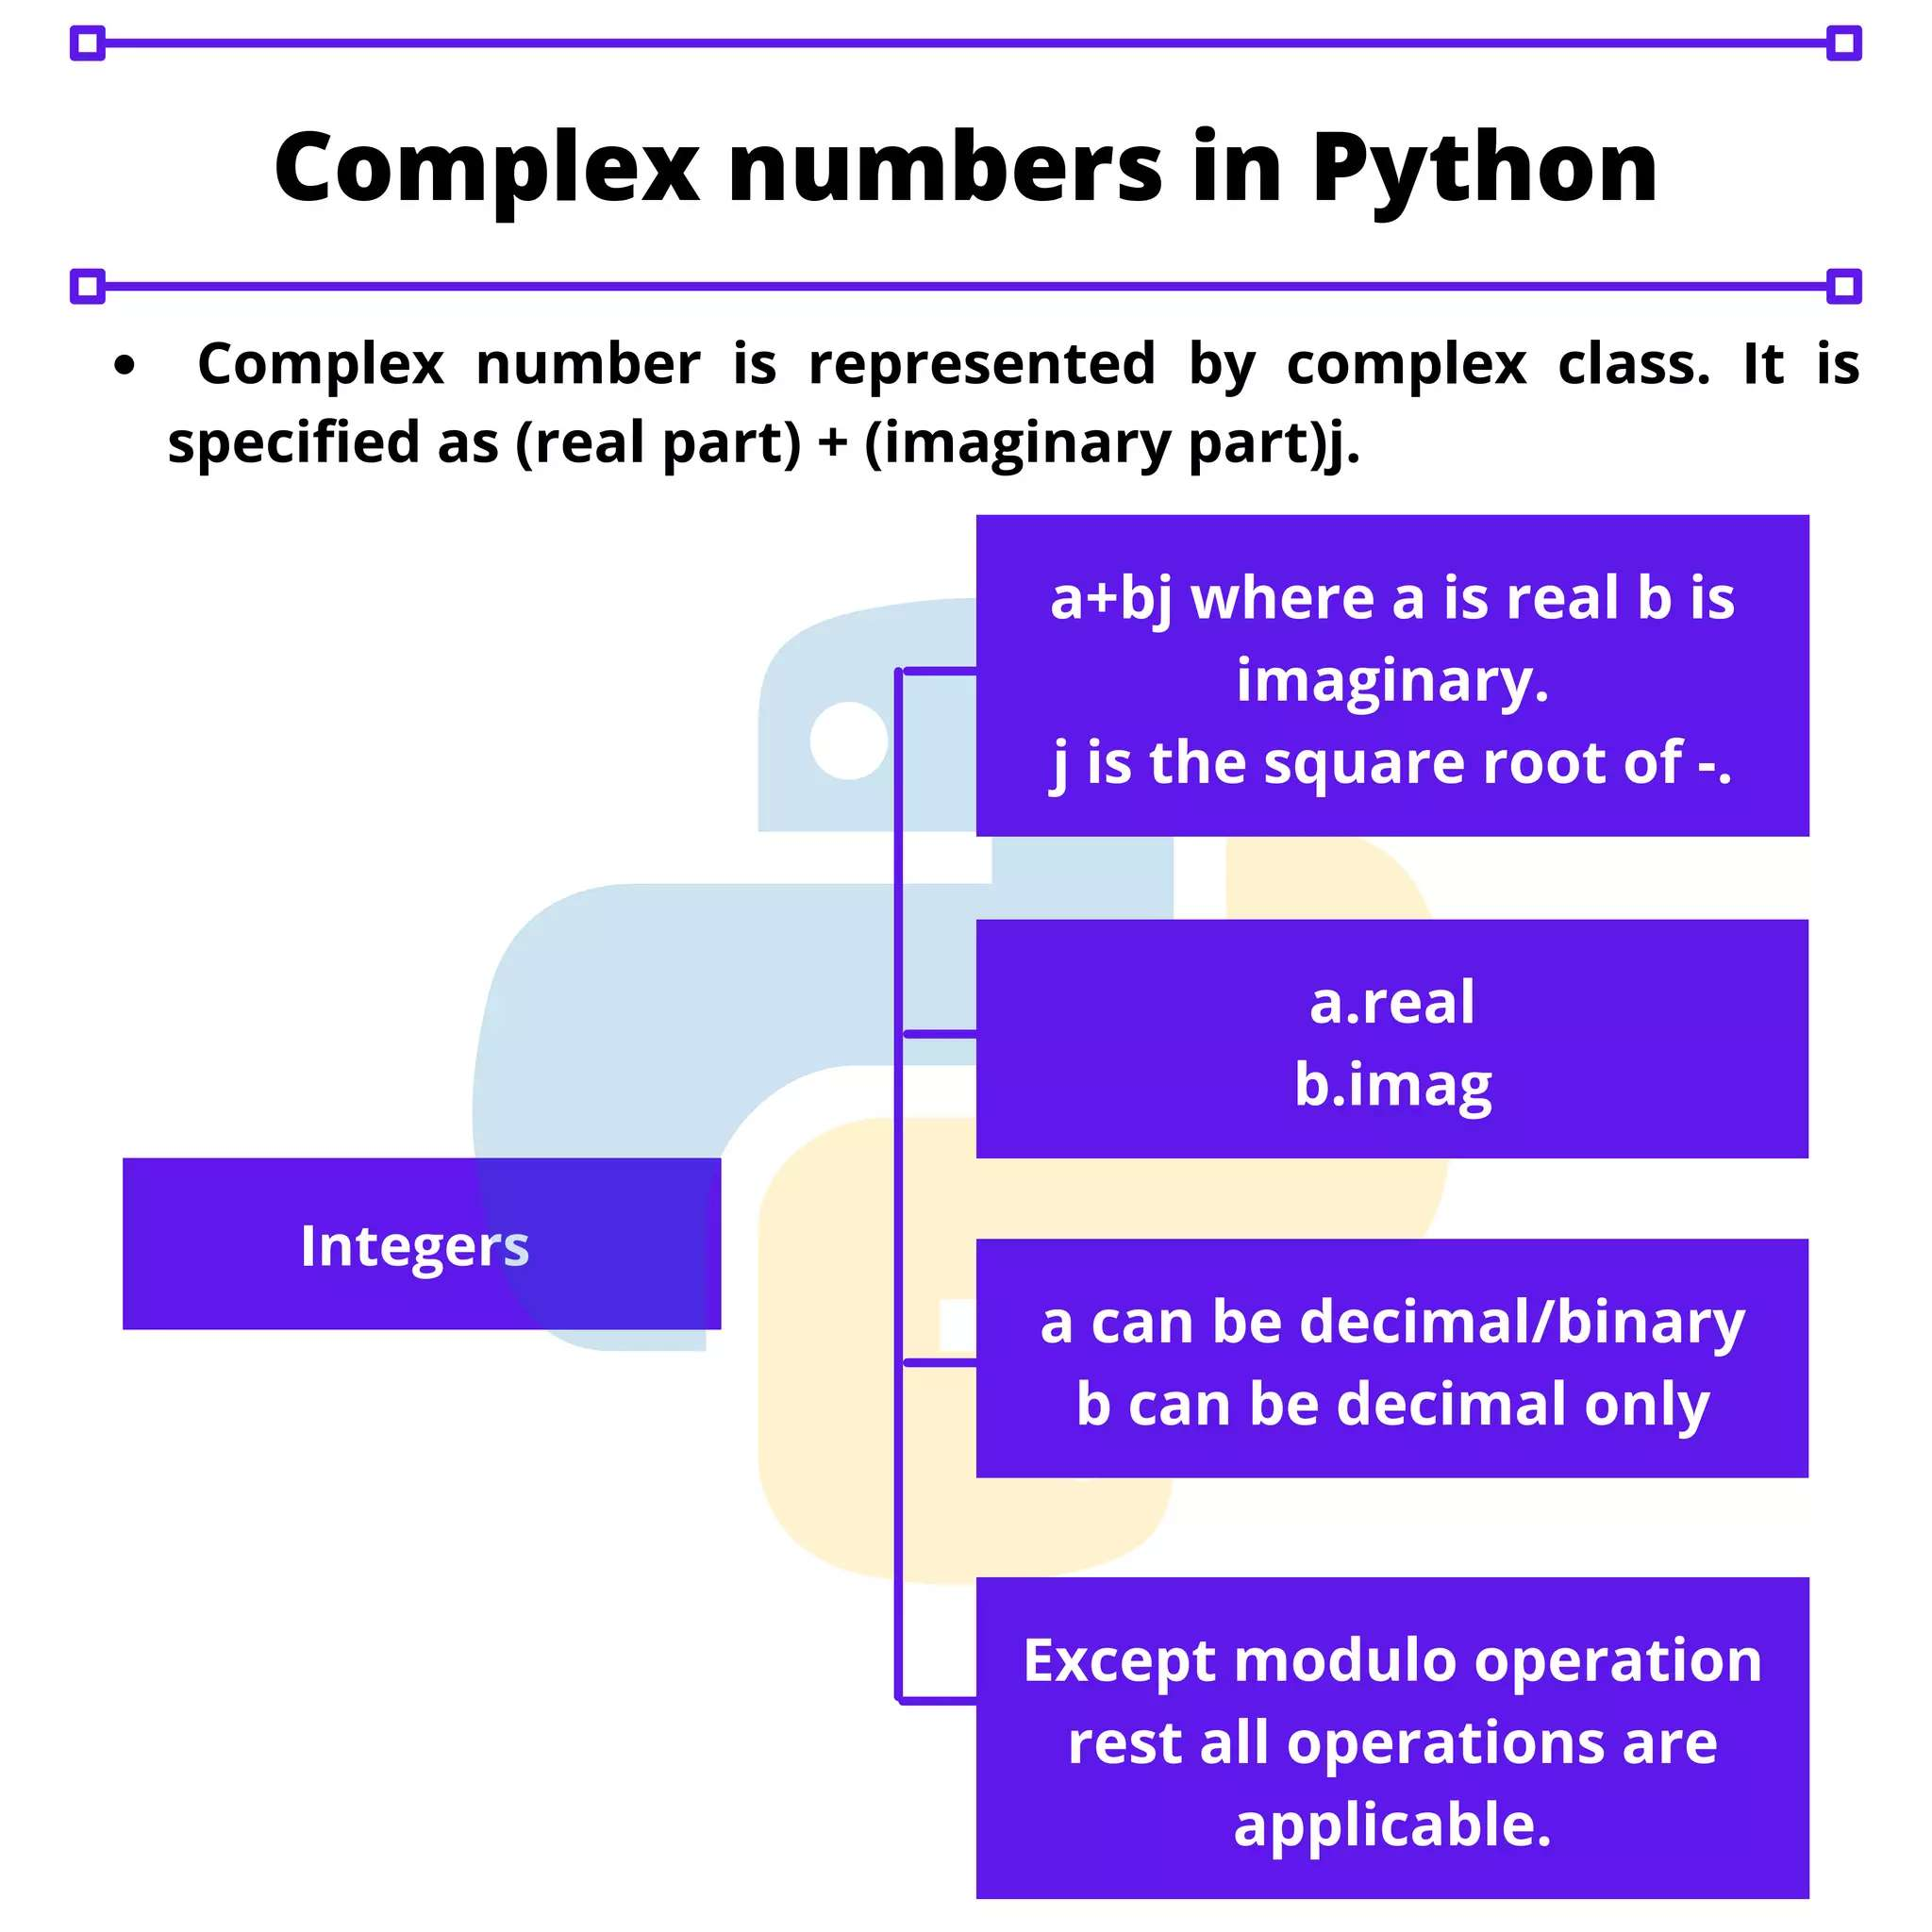 Complex numbers in Python
• Complex number is represented by complex class. It is
specified as (real part) + (imaginary part)j.
a+bj where a is real b is
imaginary.
j is the square root of -.
a.real
b.imag
Integers
a can be decimal/binary
b can be decimal only
Except modulo operation
rest all operations are
applicable.